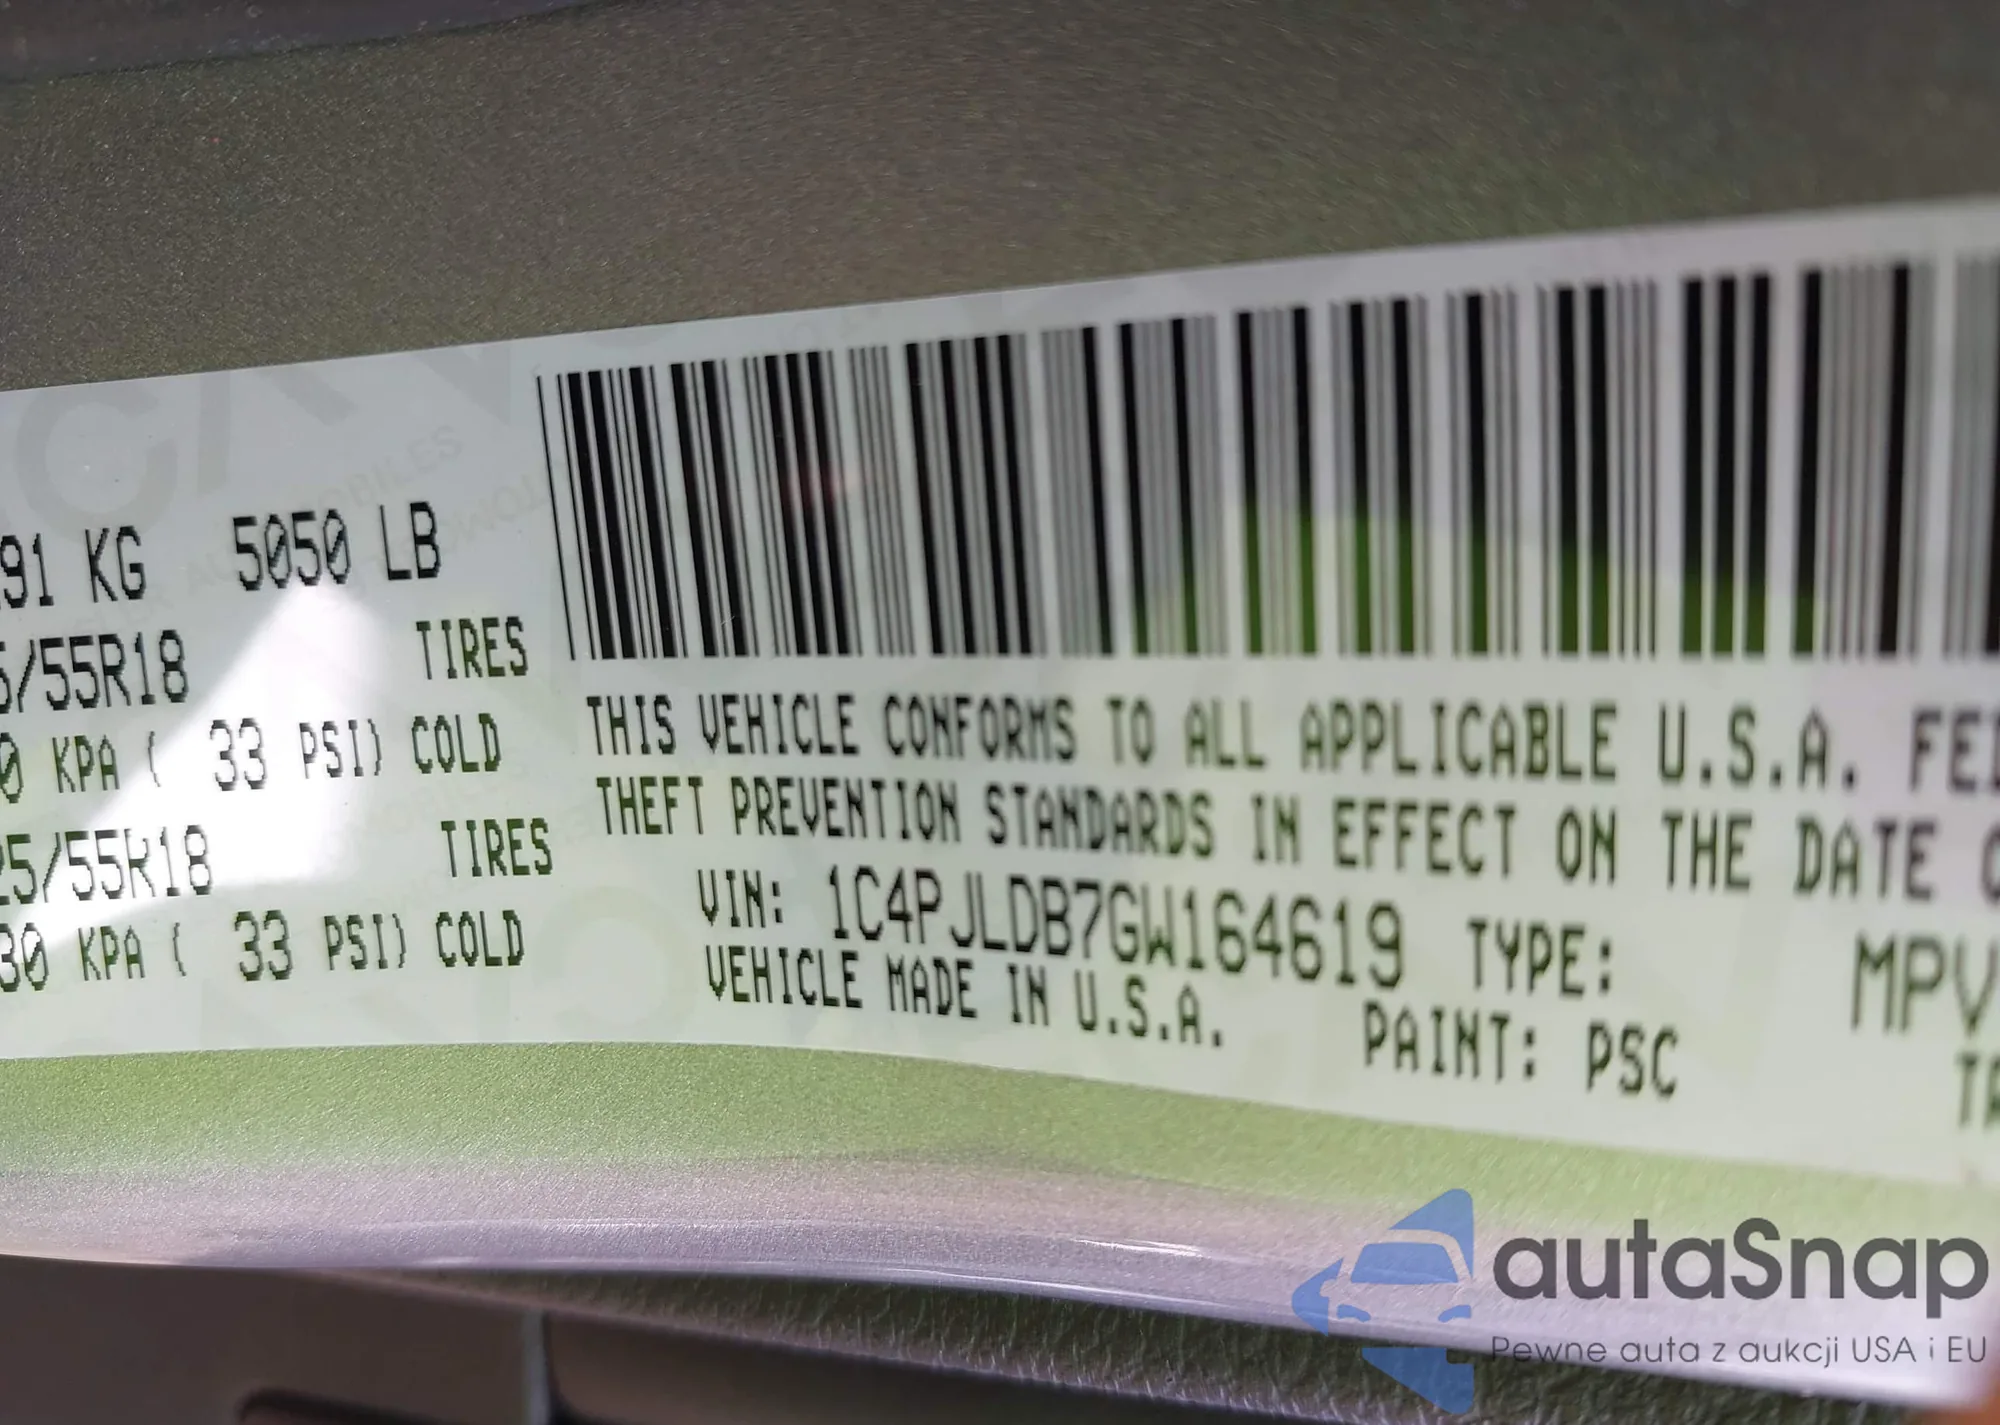 91 KG 5050 LB
5/55R18 TIRES
0 KPA ( 33 PSI) COLD
25/55R18 TIRES
30 KPA ( 33 PSI) COLD
THIS VEHICLE CONFORMS TO ALL APPLICABLE U.S.A. FED
THEFT PREVENTION STANDARDS IN EFFECT ON THE DATE O
VIN: 1C4PJLDB7GW164619 TYPE: MPV
VEHICLE MADE IN U.S.A. PAINT: PSC
autaSnap
Pewne auta z aukcji USA i EU